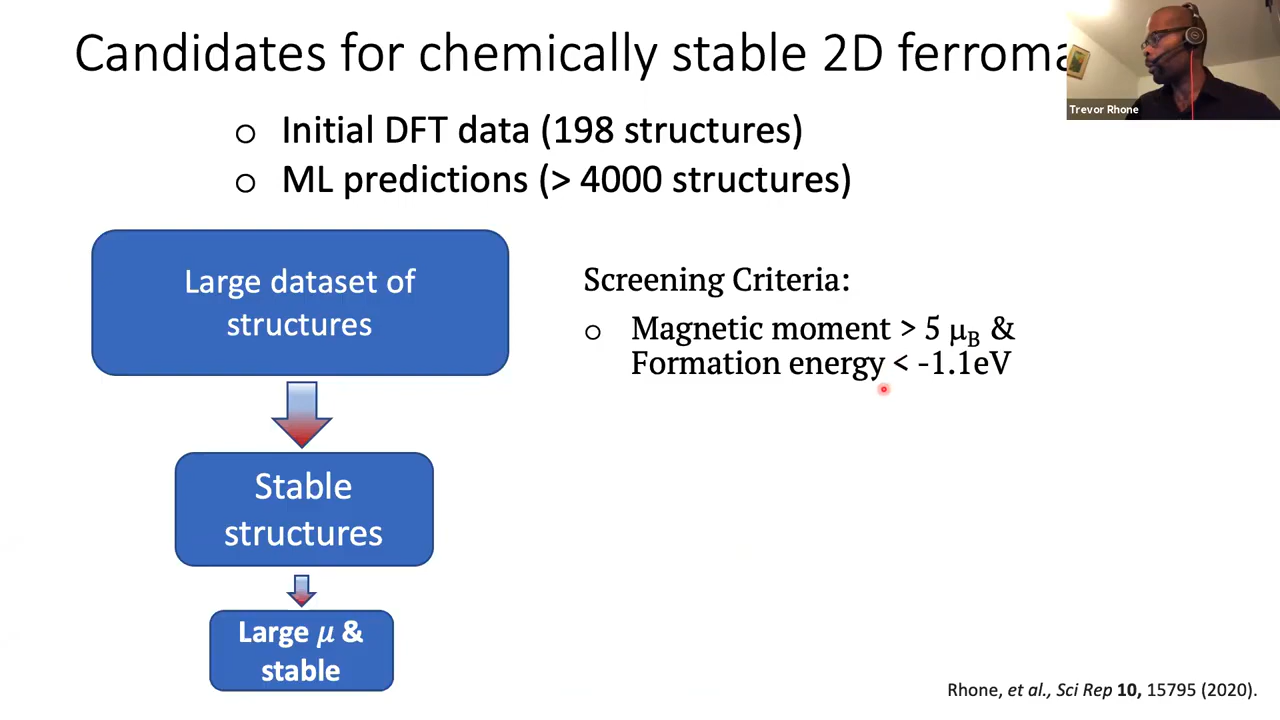 Candidates for chemically stable 2D ferroma
Trevor Rhone
o Initial DFT data (198 structures)
o ML predictions (> 4000 structures)
Large dataset of
structures
Screening Criteria:
o Magnetic moment > 5 μB &
Formation energy < -1.1eV
Stable
structures
Large μ &
stable
Rhone, et al., Sci Rep 10, 15795 (2020).